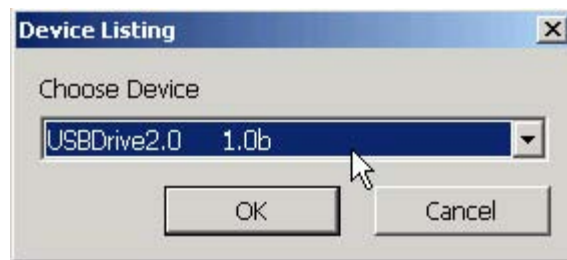 Device Listing
Choose Device
USBDrive2.0 1.0b
OK Cancel